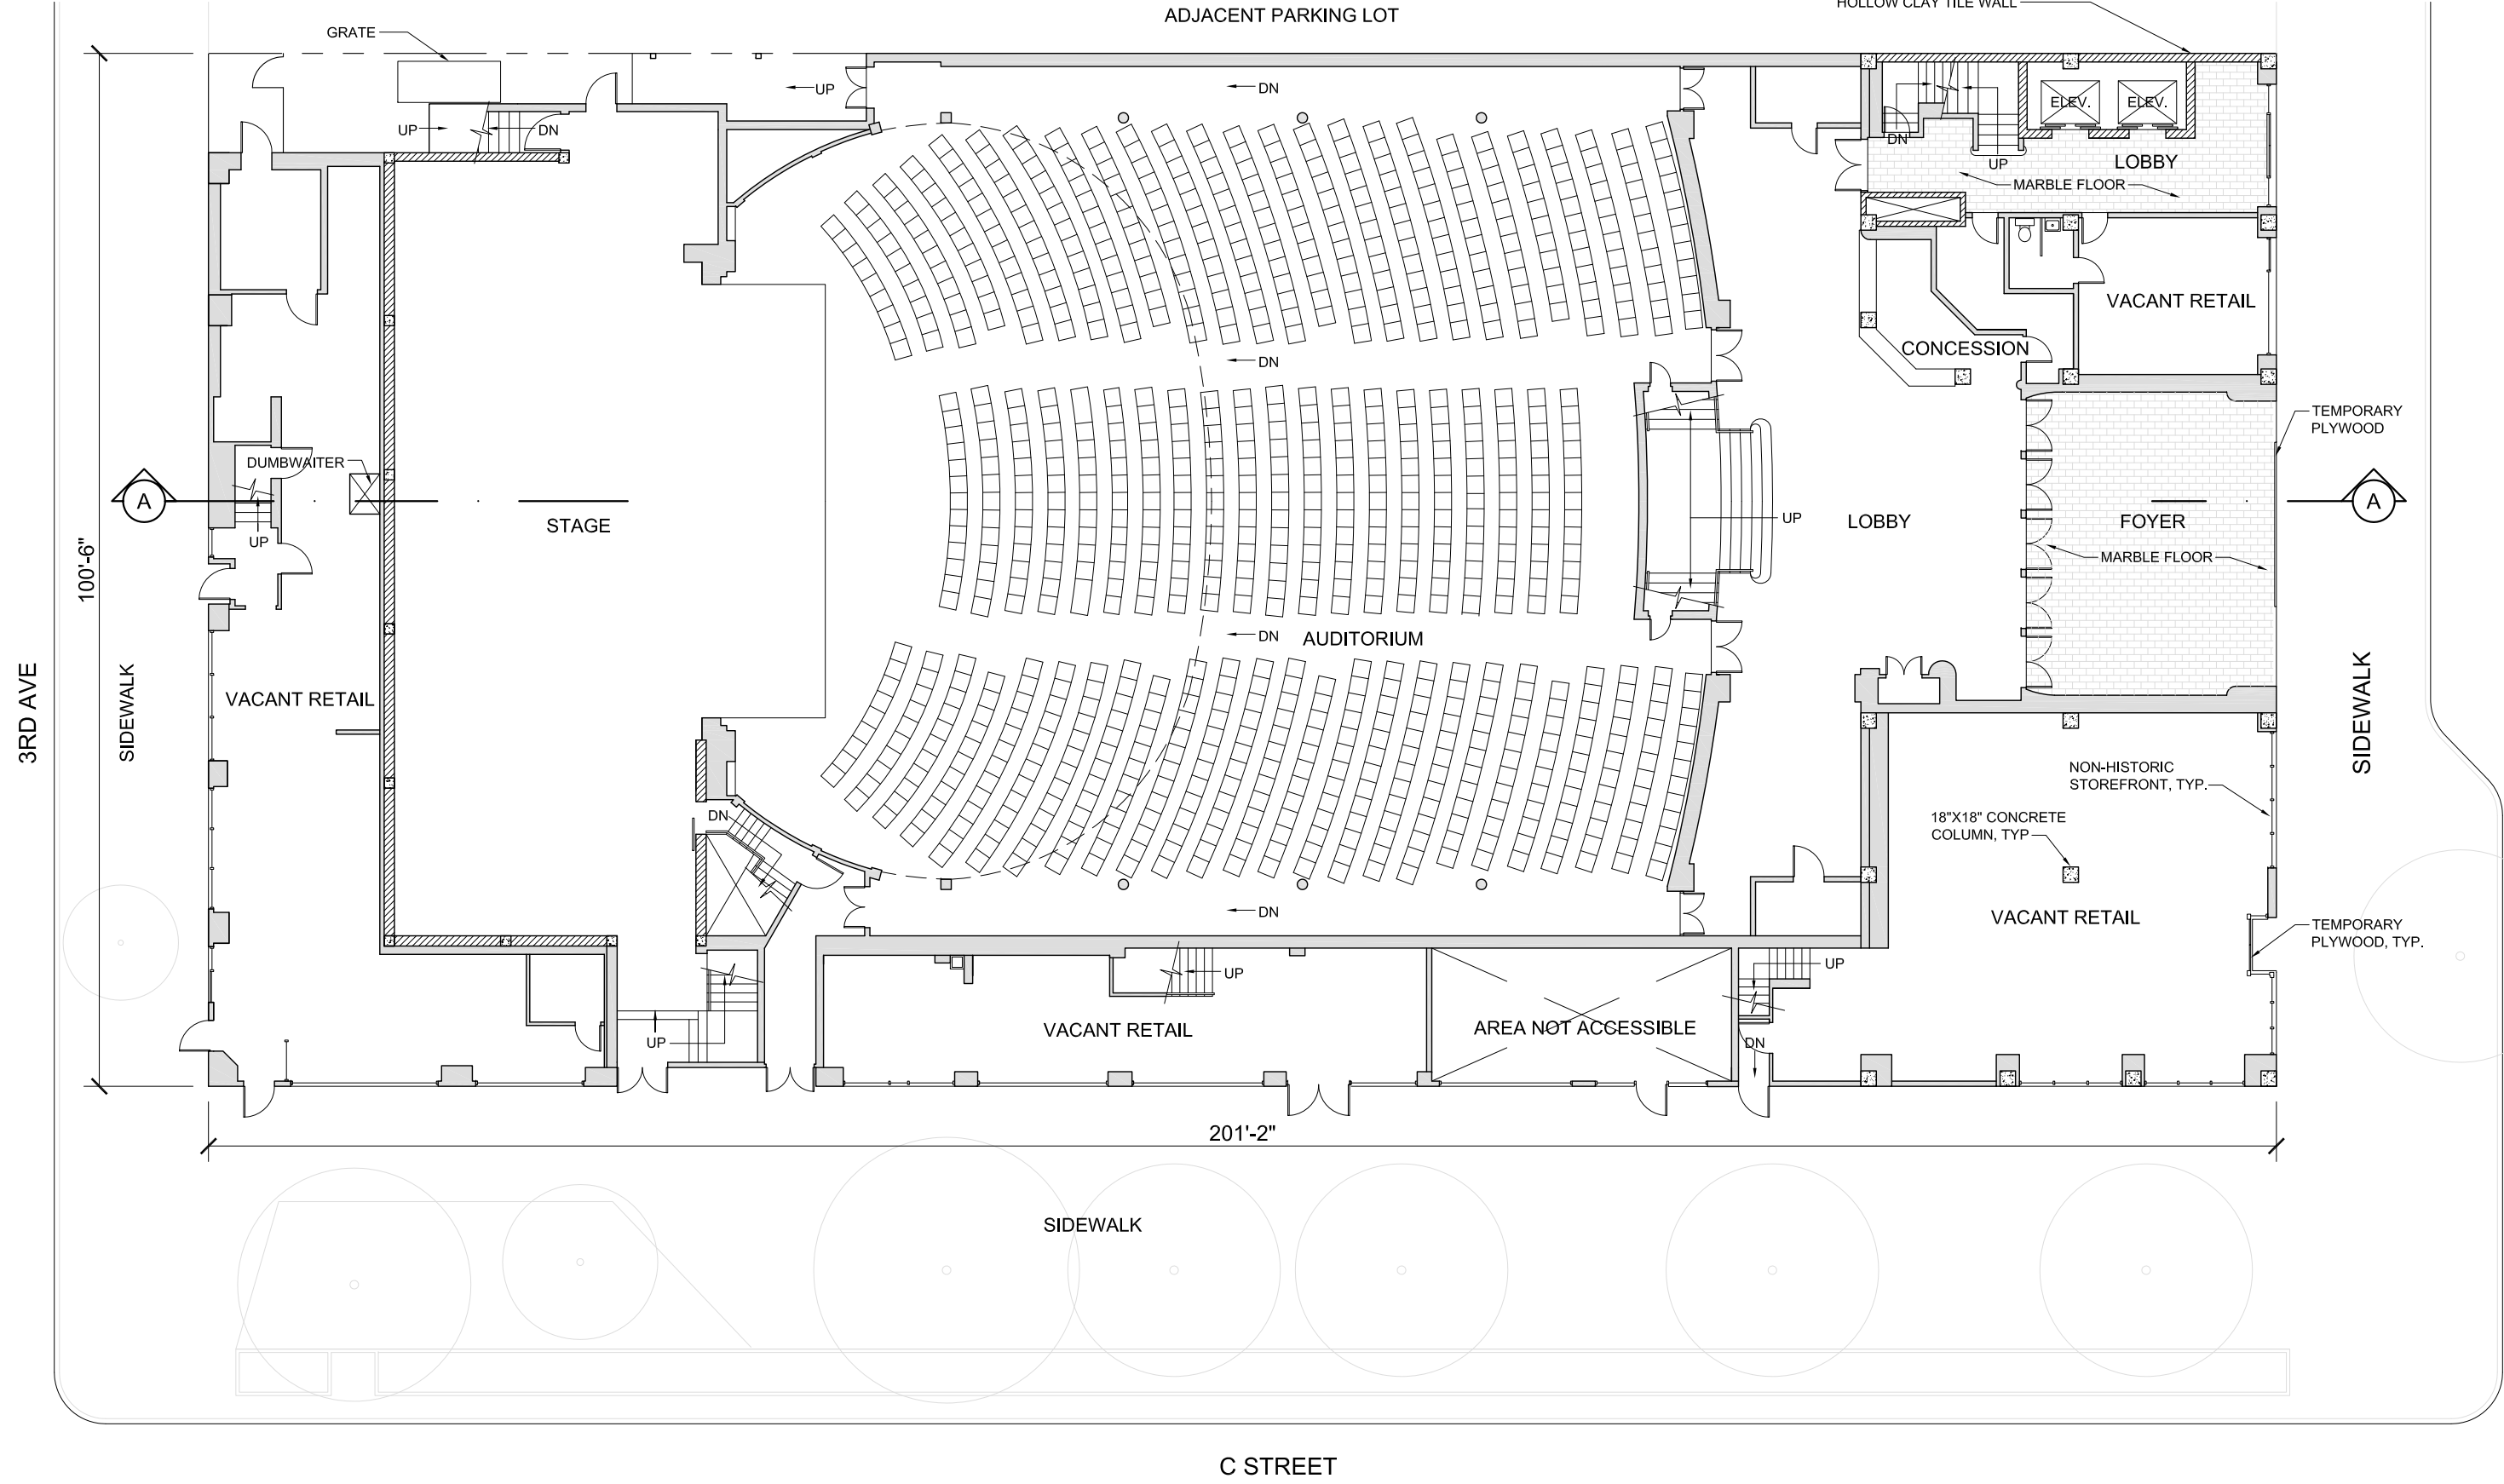 ADJACENT PARKING LOT
HOLLOW CLAY TILE WALL
GRATE
UP
DN
UP
DN
ELEV.
ELEV.
DN
UP
LOBBY
MARBLE FLOOR
VACANT RETAIL
CONCESSION
DN
TEMPORARY
PLYWOOD
DUMBWAITER
A
A
STAGE
UP
UP
LOBBY
FOYER
MARBLE FLOOR
100'-6"
DN
AUDITORIUM
3RD AVE
SIDEWALK
VACANT RETAIL
SIDEWALK
NON-HISTORIC
STOREFRONT, TYP.
18"X18" CONCRETE
COLUMN, TYP
DN
DN
VACANT RETAIL
TEMPORARY
PLYWOOD, TYP.
UP
UP
UP
VACANT RETAIL
AREA NOT ACCESSIBLE
DN
201'-2"
SIDEWALK
C STREET